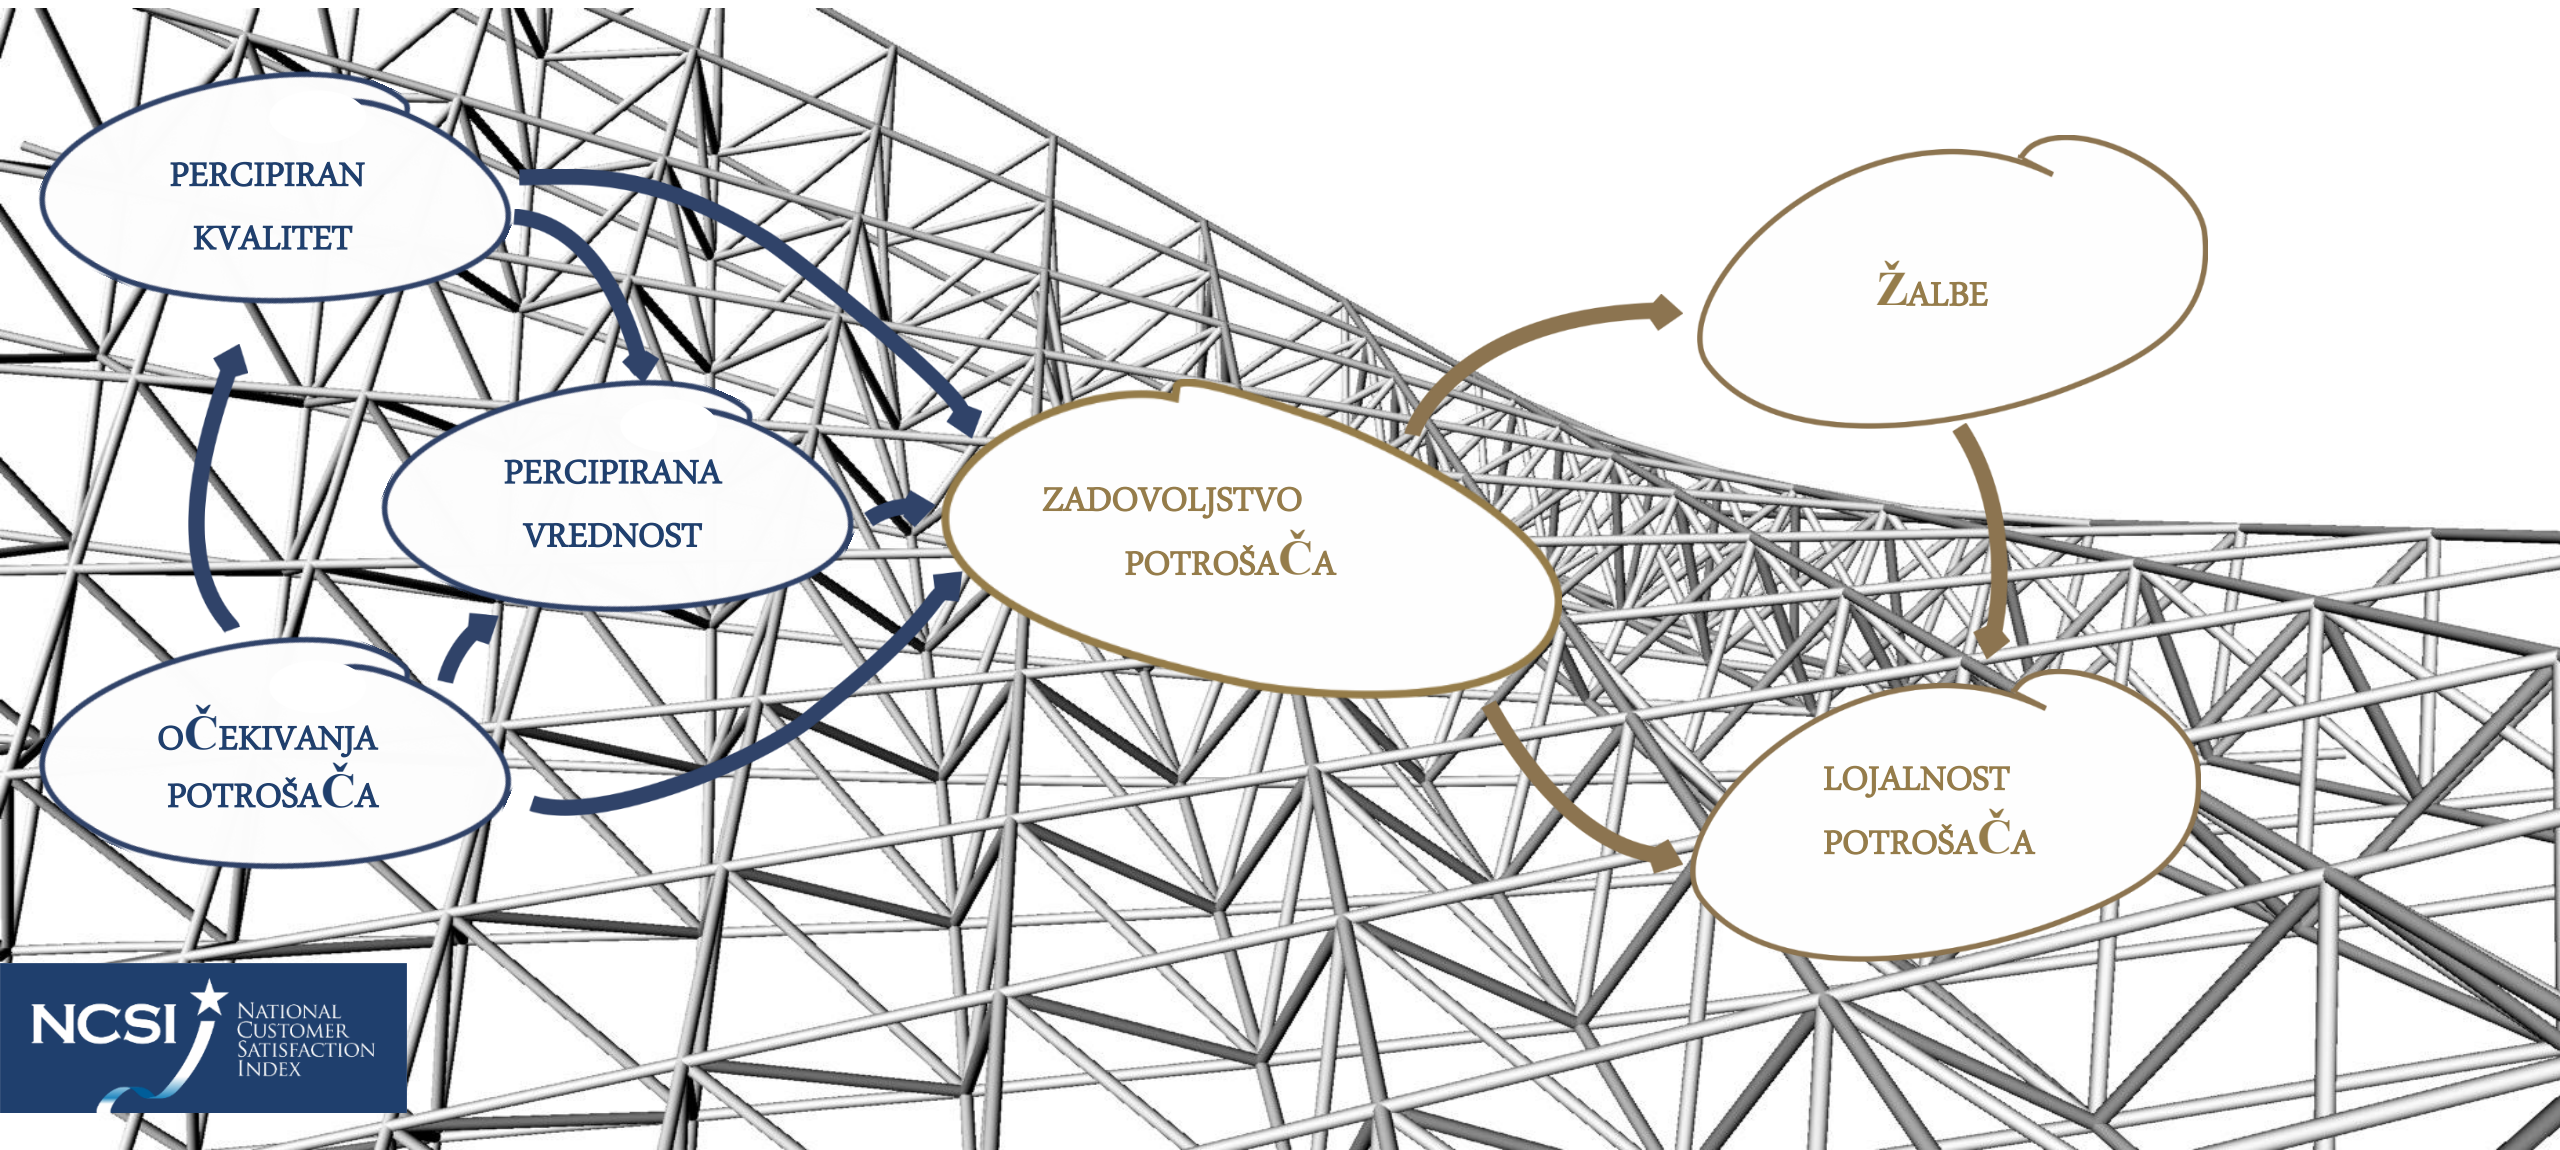 PERCIPIRAN
KVALITET
PERCIPIRANA
VREDNOST
OČEKIVANJA
POTROŠAČA
ZADOVOLJSTVO
POTROŠAČA
ŽALBE
LOJALNOST
POTROŠAČA
NCSI
NATIONAL
CUSTOMER
SATISFACTION
INDEX